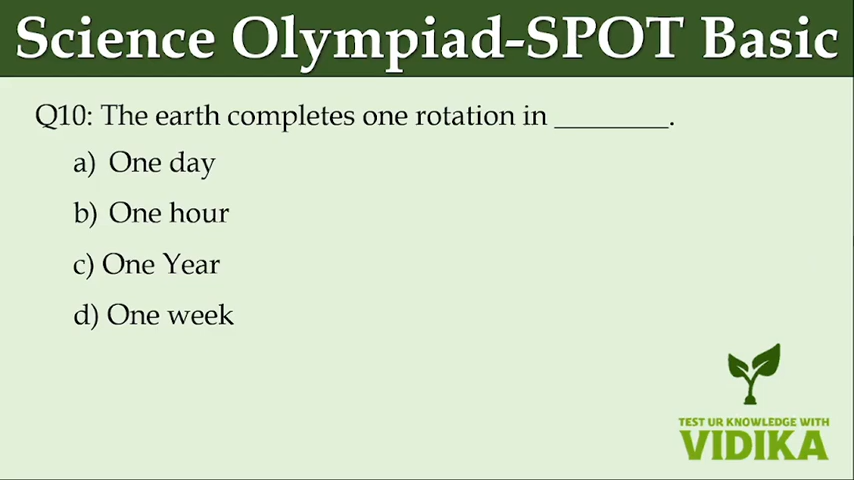 Science Olympiad-SPOT Basic
Q10: The earth completes one rotation in ________.
a) One day
b) One hour
c) One Year
d) One week
TEST UR KNOWLEDGE WITH
VIDIKA